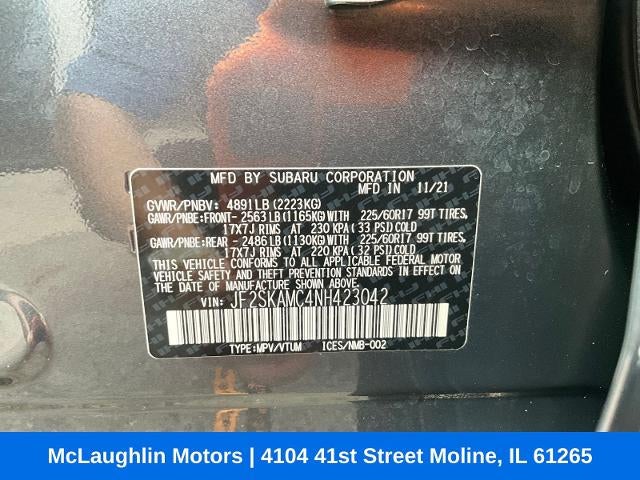 MFD BY SUBARU CORPORATION
MFD IN 11/21
GVWR/PNBV: 4891LB(2223KG)
GAWR/PNBE:FRONT-2563LB(1165KG)WITH 225/60R17 99T TIRES,
17X7J RIMS AT 230 KPA(33 PSI)COLD
GAWR/PNBE:REAR -2486LB(1130KG)WITH 225/60R17 99T TIRES,
17X7J RIMS AT 220 KPA(32 PSI)COLD
THIS VEHICLE CONFORMS TO ALL APPLICABLE FEDERAL MOTOR
VEHICLE SAFETY AND THEFT PREVENTION STANDARDS IN EFFECT
ON THE DATE OF MANUFACTURE SHOWN ABOVE.
VIN: JF2SKAMC4NH423042
TYPE:MPV/VTUM ICES/NMB-002
McLaughlin Motors | 4104 41st Street Moline, IL 61265